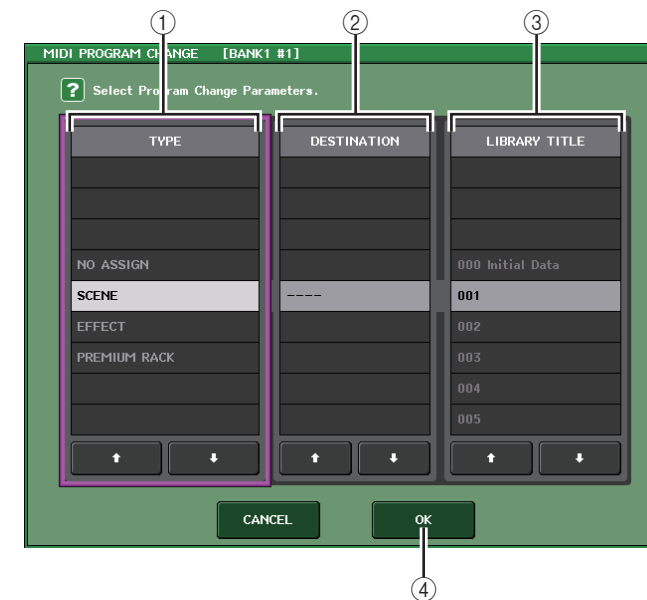 ① ② ③
MIDI PROGRAM CHANGE [BANK1 #1]
? Select Program Change Parameters.
TYPE DESTINATION LIBRARY TITLE
NO ASSIGN 000 Initial Data
SCENE ---- 001
EFFECT 002
PREMIUM RACK 003
004
005
CANCEL OK
④